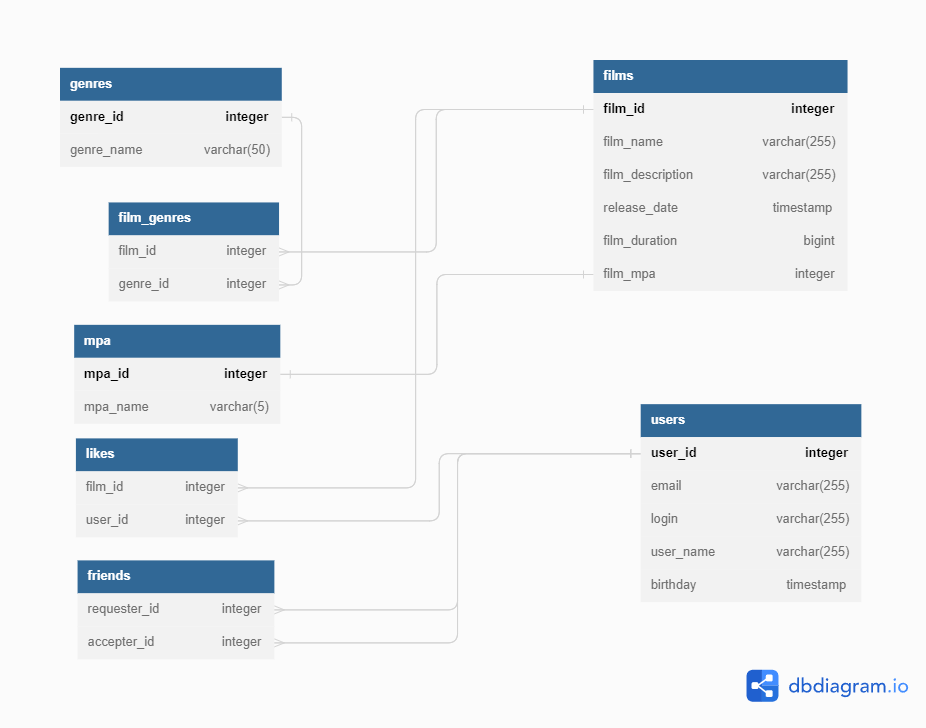 genres
genre_id integer
genre_name varchar(50)
film_genres
film_id integer
genre_id integer
mpa
mpa_id integer
mpa_name varchar(5)
likes
film_id integer
user_id integer
friends
requester_id integer
accepter_id integer
films
film_id integer
film_name varchar(255)
film_description varchar(255)
release_date timestamp
film_duration bigint
film_mpa integer
users
user_id integer
email varchar(255)
login varchar(255)
user_name varchar(255)
birthday timestamp
dbdiagram.io